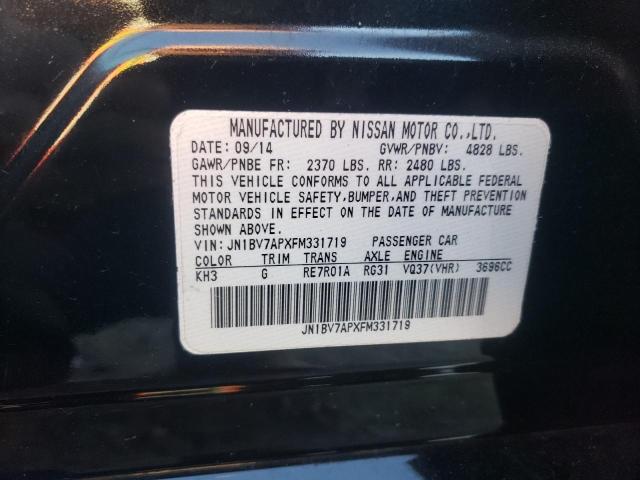 MANUFACTURED BY NISSAN MOTOR CO.,LTD.
DATE: 09/14 GVWR/PNBV: 4828 LBS.
GAWR/PNBE FR: 2370 LBS. RR: 2480 LBS.
THIS VEHICLE CONFORMS TO ALL APPLICABLE FEDERAL
MOTOR VEHICLE SAFETY,BUMPER,AND THEFT PREVENTION
STANDARDS IN EFFECT ON THE DATE OF MANUFACTURE
SHOWN ABOVE.
VIN: JN1BV7APXFM331719 PASSENGER CAR
COLOR TRIM TRANS AXLE ENGINE
KH3 G RE7R01A RG31 VQ37(VHR) 3696CC
JN1BV7APXFM331719